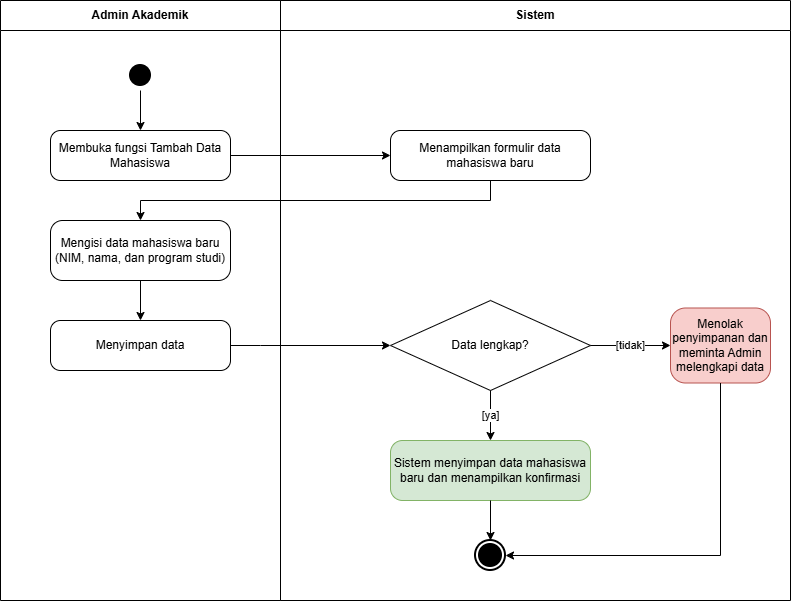 Admin Akademik
Sistem
Membuka fungsi Tambah Data
Mahasiswa
Menampilkan formulir data
mahasiswa baru
Mengisi data mahasiswa baru
(NIM, nama, dan program studi)
Menyimpan data
Data lengkap?
[tidak]
Menolak
penyimpanan dan
meminta Admin
melengkapi data
[ya]
Sistem menyimpan data mahasiswa
baru dan menampilkan konfirmasi